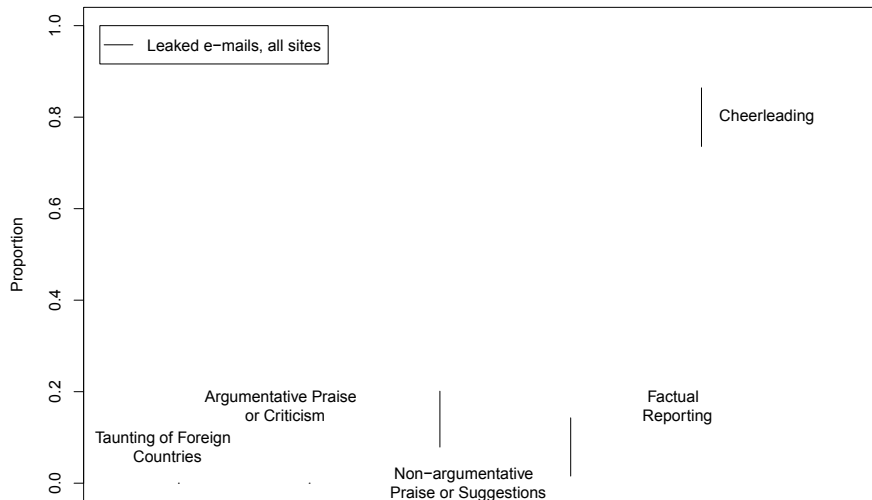 Leaked e−mails, all sites
Cheerleading
Argumentative Praise
or Criticism
Factual
Reporting
Taunting of Foreign
Countries
Non−argumentative
Praise or Suggestions
Proportion
1.0
0.8
0.6
0.4
0.2
0.0